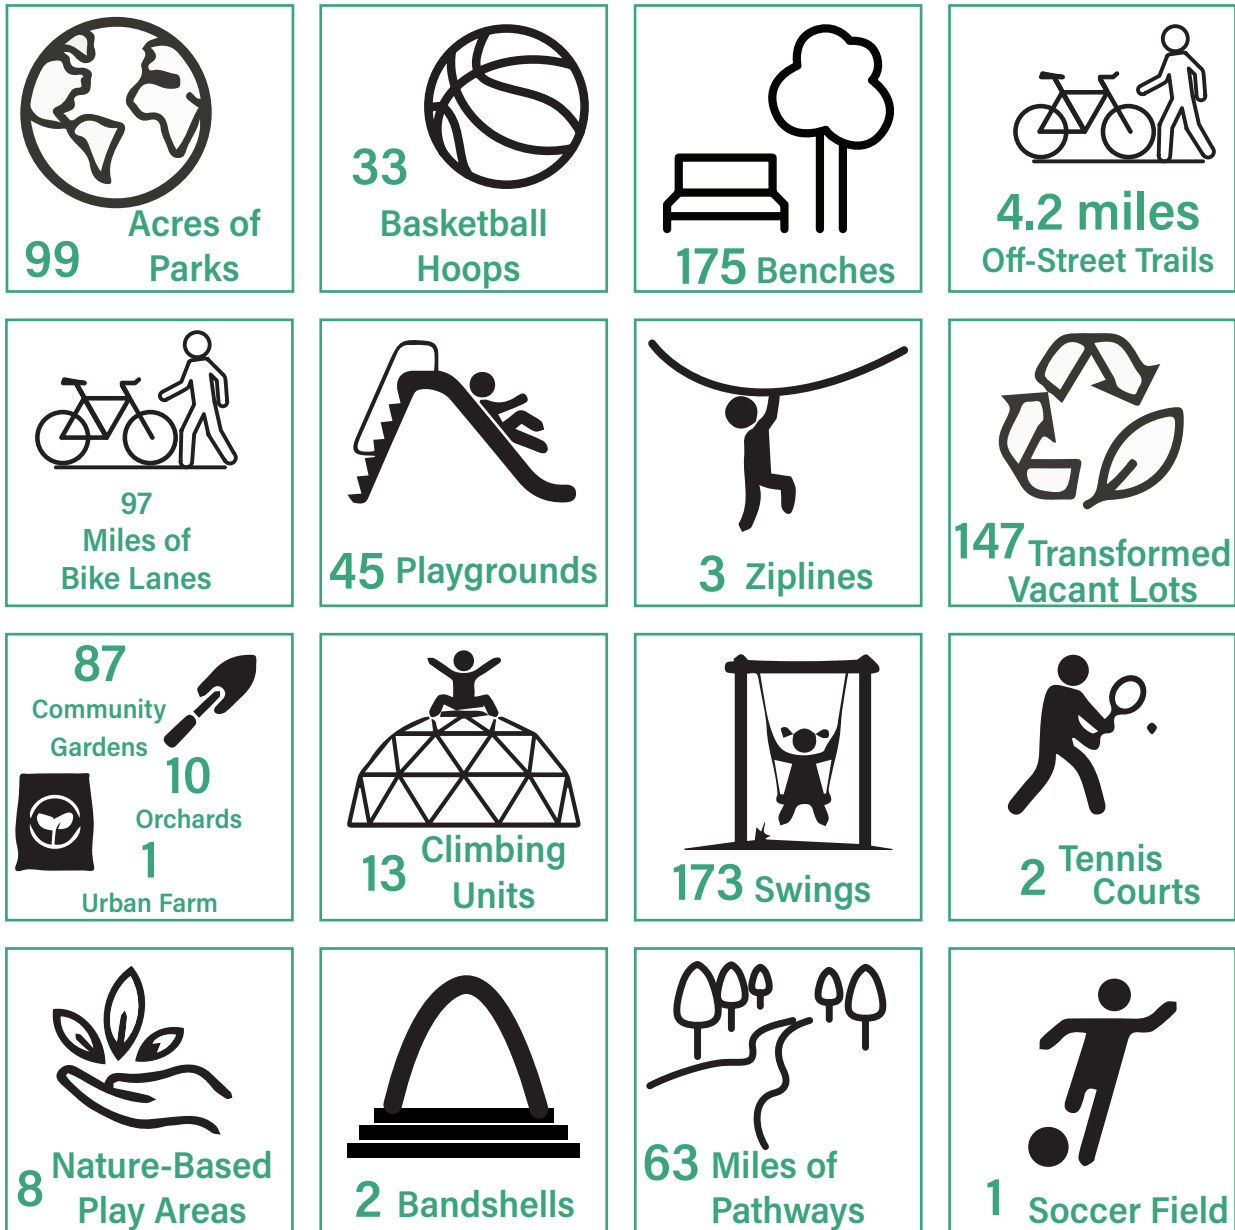 99
Acres of
Parks
33
Basketball
Hoops
175 Benches
4.2 miles
Off-Street Trails
97
Miles of
Bike Lanes
45 Playgrounds
3 Ziplines
147 Transformed
Vacant Lots
87
Community
Gardens
10
Orchards
1
Urban Farm
13
Climbing
Units
173 Swings
2
Tennis
Courts
8
Nature-Based
Play Areas
2 Bandshells
63 Miles of
Pathways
1 Soccer Field